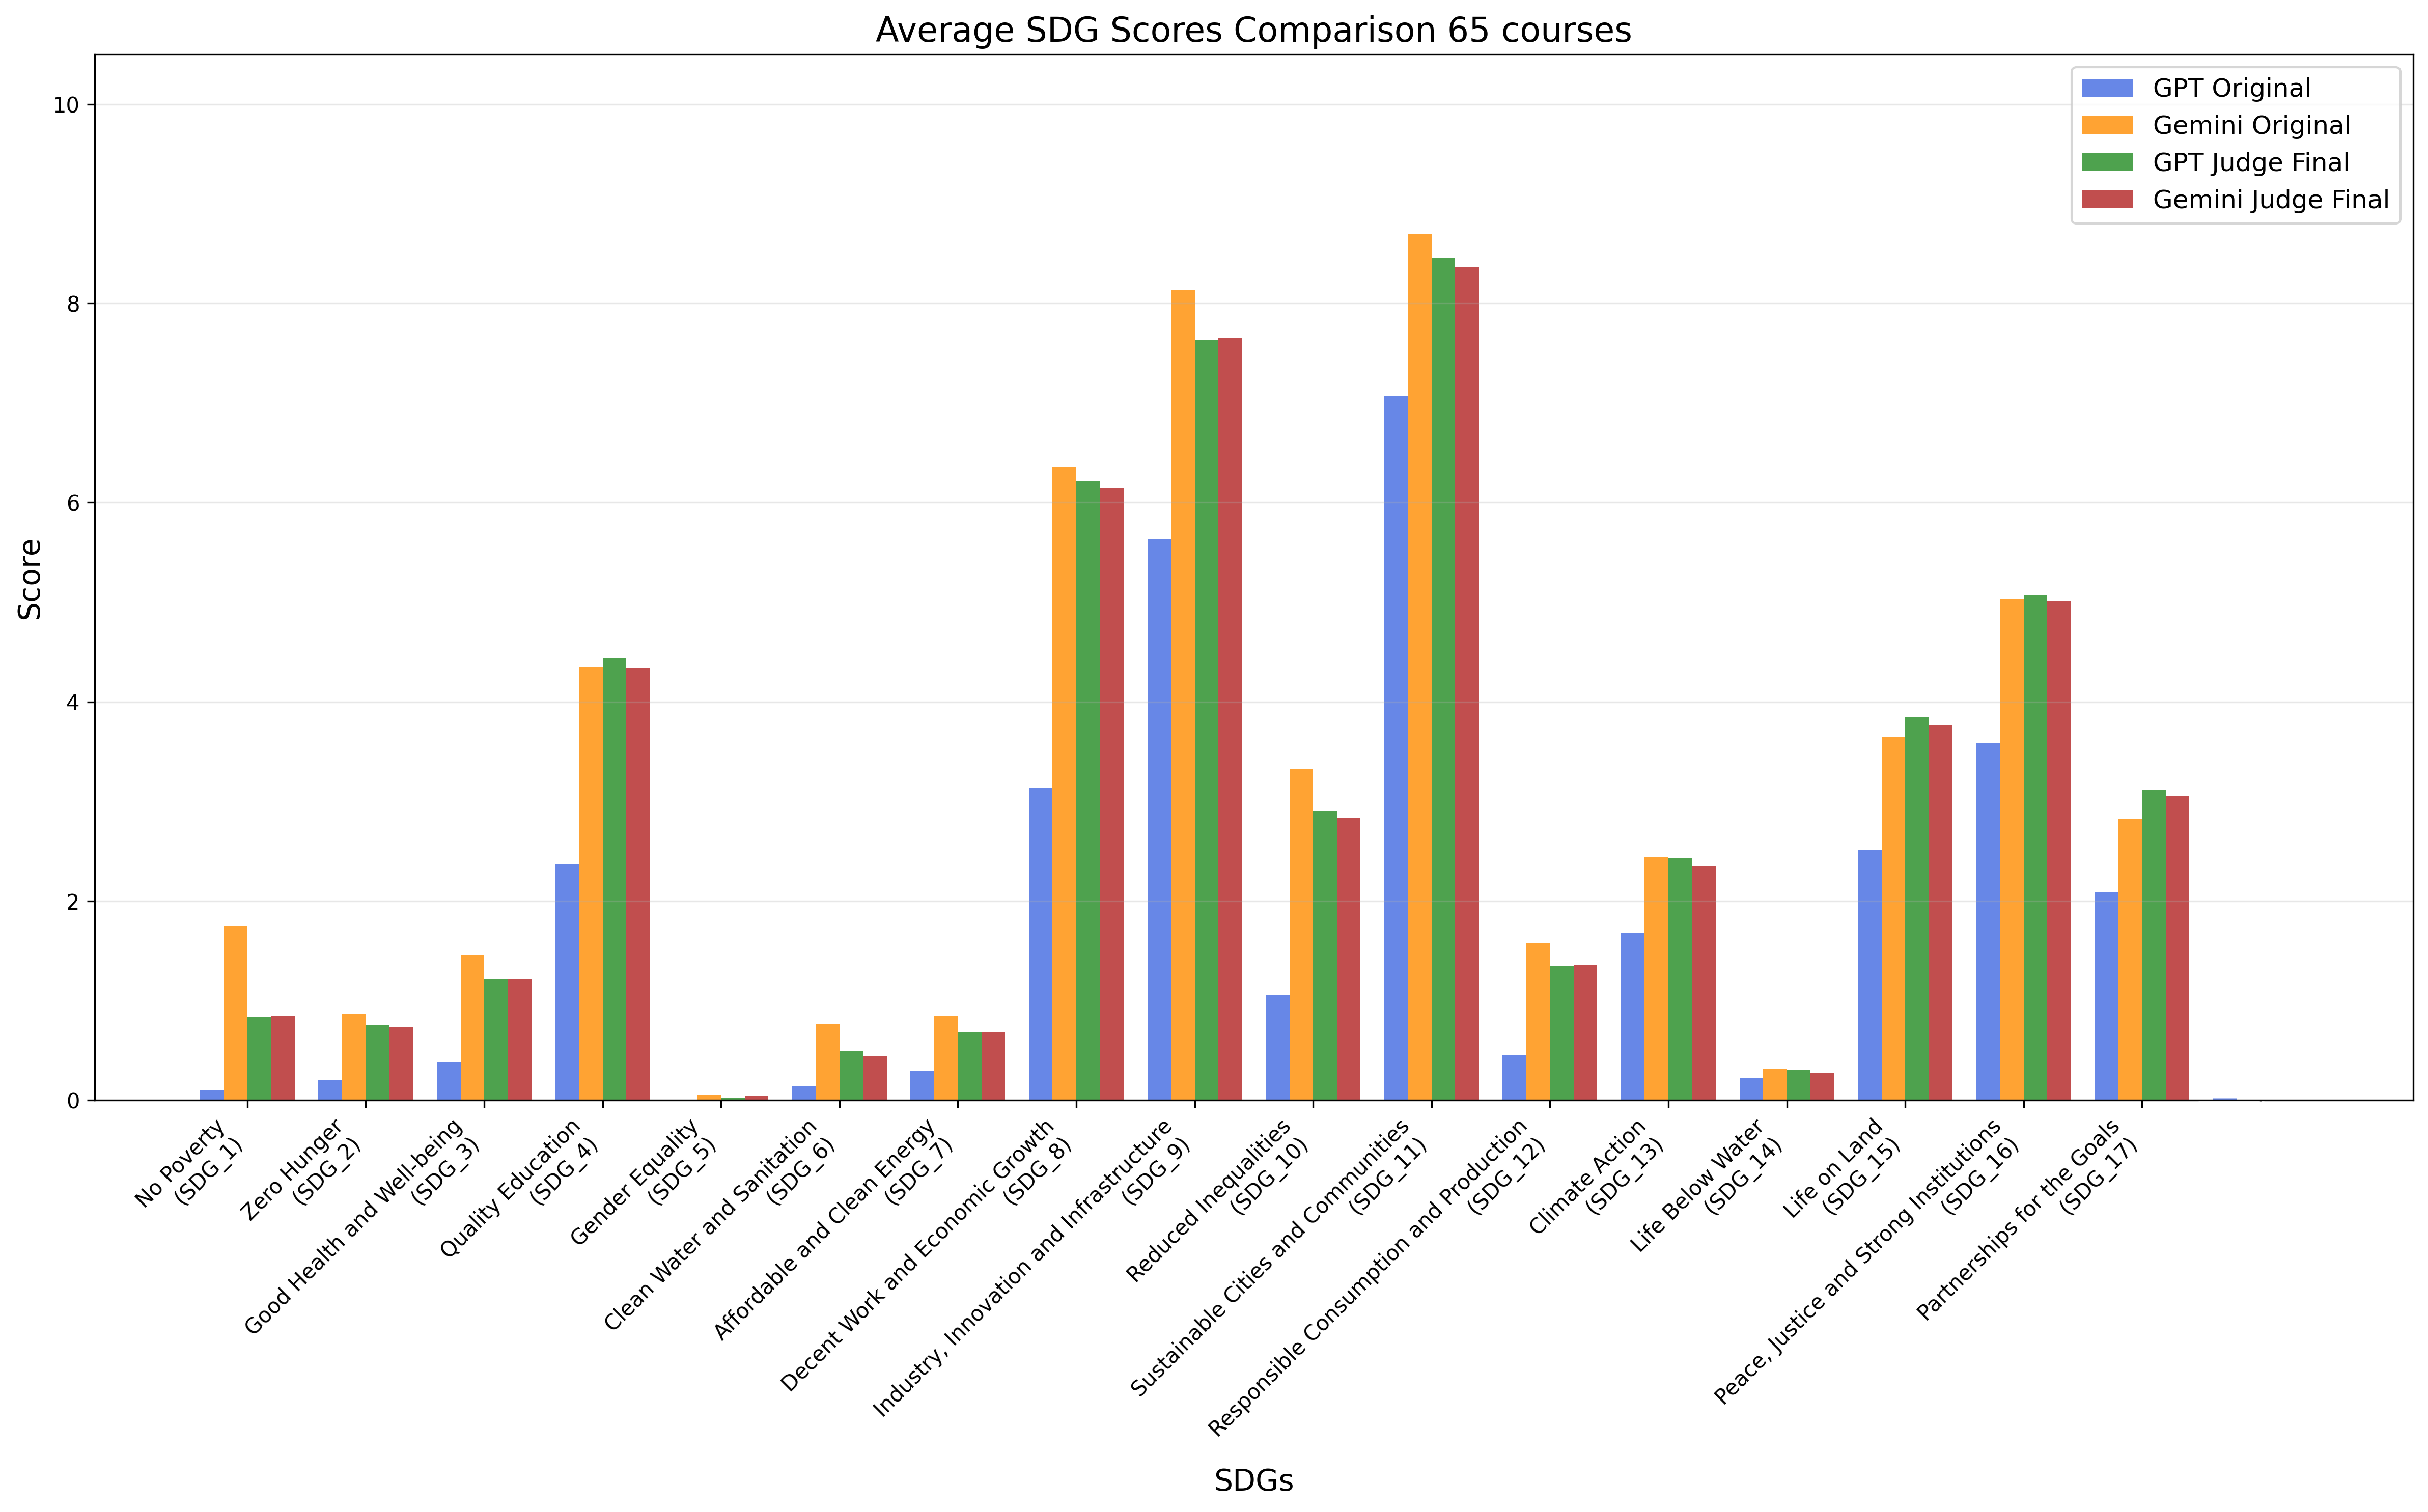 Average SDG Scores Comparison 65 courses
GPT Original
Gemini Original
GPT Judge Final
Gemini Judge Final
Score
10
8
6
4
2
0
No Poverty
(SDG_1)
Zero Hunger
(SDG_2)
Good Health and Well-being
(SDG_3)
Quality Education
(SDG_4)
Gender Equality
(SDG_5)
Clean Water and Sanitation
(SDG_6)
Affordable and Clean Energy
(SDG_7)
Decent Work and Economic Growth
(SDG_8)
Industry, Innovation and Infrastructure
(SDG_9)
Reduced Inequalities
(SDG_10)
Sustainable Cities and Communities
(SDG_11)
Responsible Consumption and Production
(SDG_12)
Climate Action
(SDG_13)
Life Below Water
(SDG_14)
Life on Land
(SDG_15)
Peace, Justice and Strong Institutions
(SDG_16)
Partnerships for the Goals
(SDG_17)
SDGs